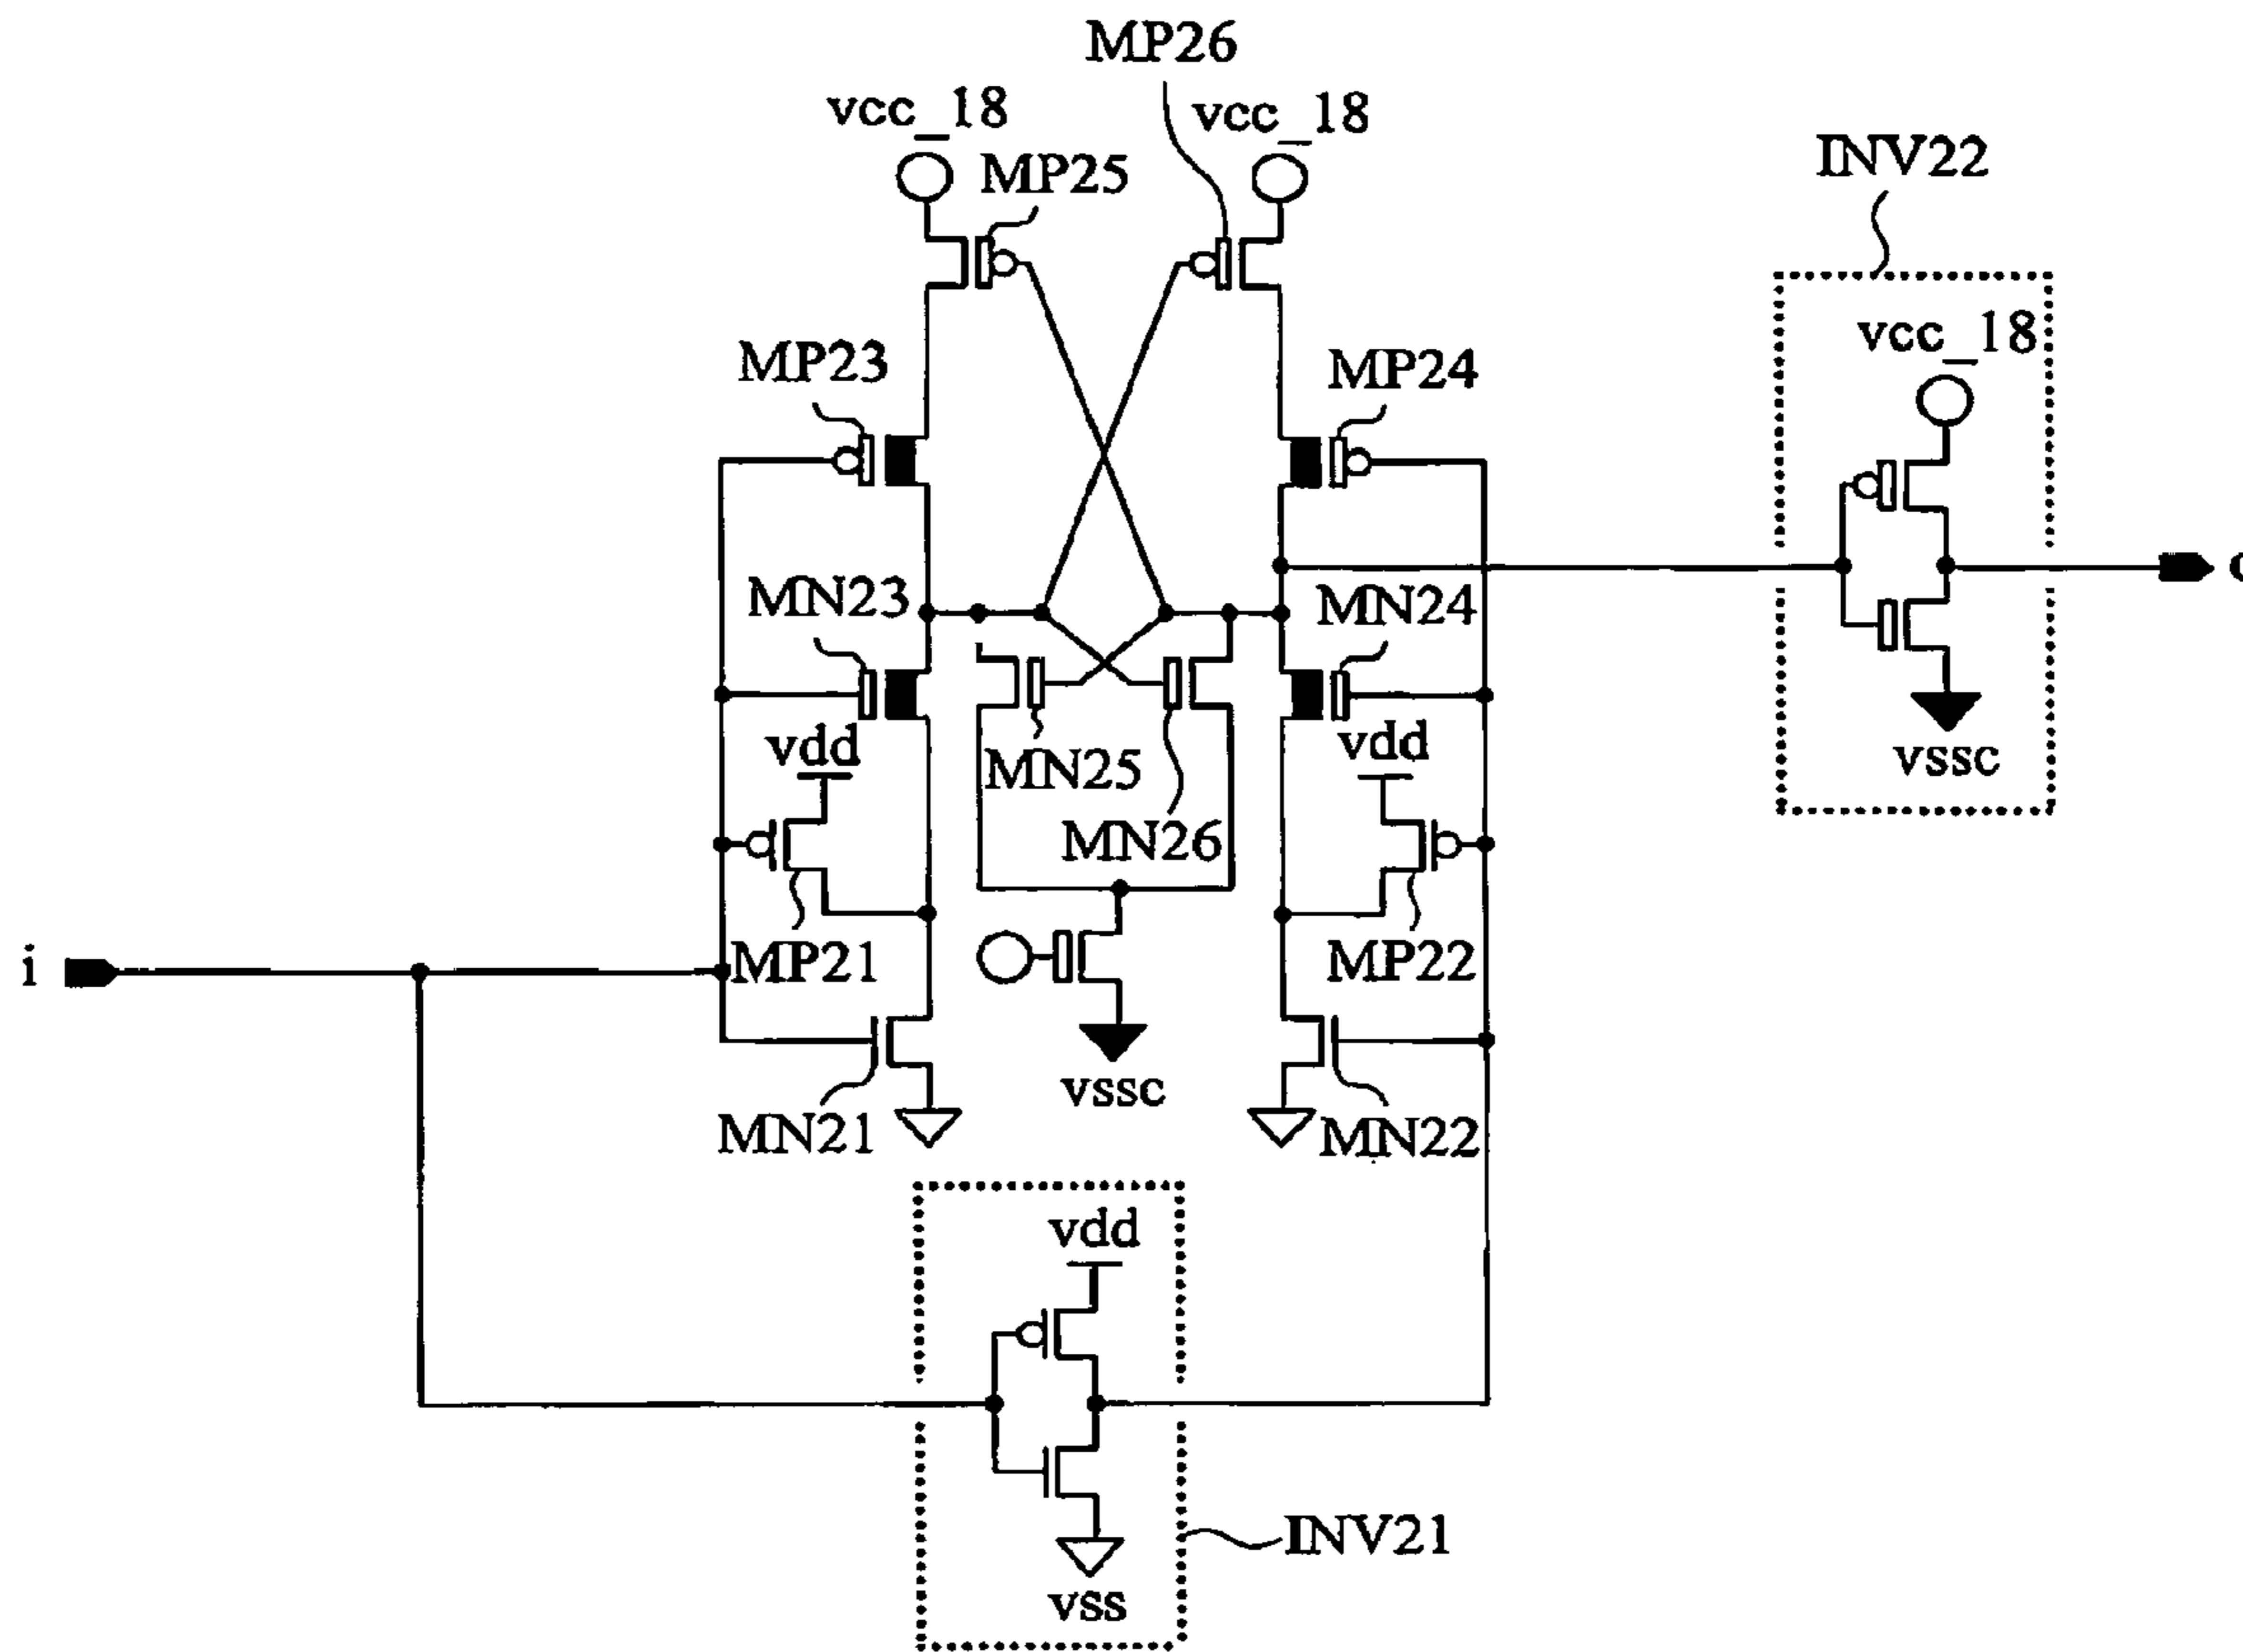 MP26
vcc_18
vcc_18
MP25
INV22
vcc_18
MP23
MP24
MN23
MN24
vdd
vdd
MN25
vssc
MN26
i
MP21
MP22
vssc
MN21
MN22
vdd
INV21
vss